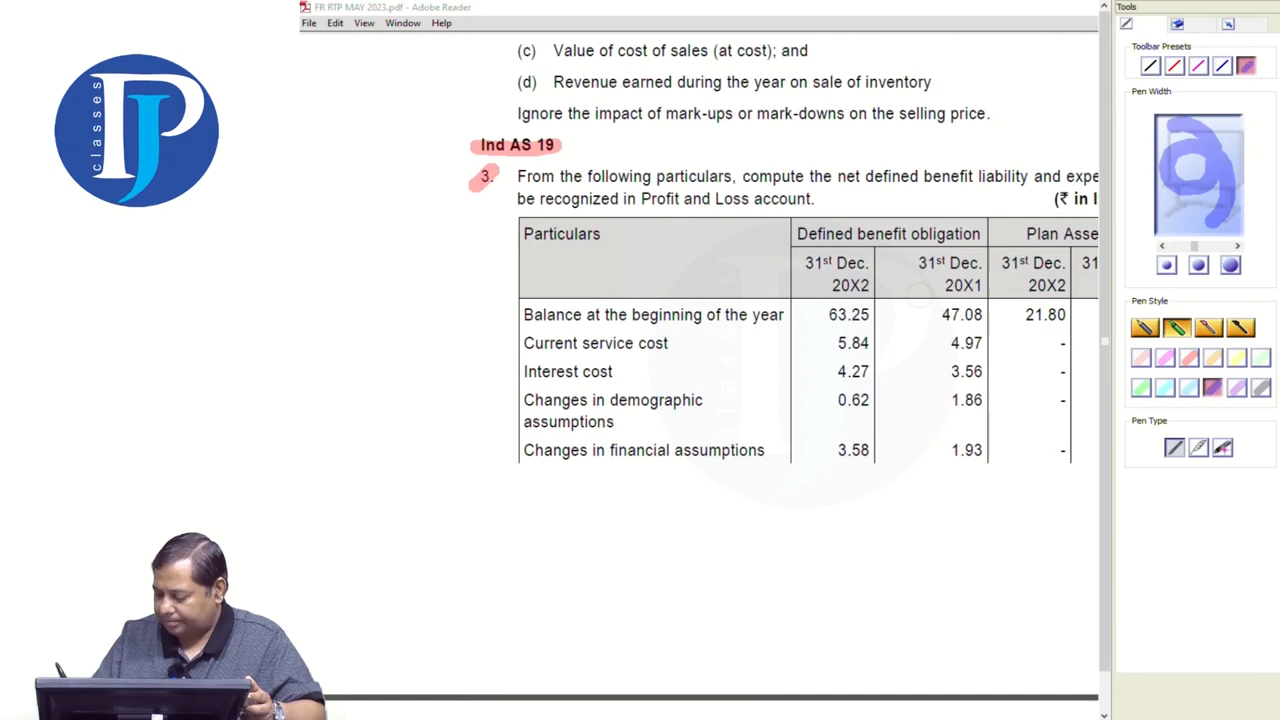 FR RTP MAY 2023.pdf - Adobe Reader
File Edit View Window Help
classes
PJ
(c) Value of cost of sales (at cost); and
(d) Revenue earned during the year on sale of inventory
Ignore the impact of mark-ups or mark-downs on the selling price.
Ind AS 19
3. From the following particulars, compute the net defined benefit liability and expe
be recognized in Profit and Loss account. (₹ in l
Particulars Defined benefit obligation Plan Asse
31st Dec. 20X2 31st Dec. 20X1 31st Dec. 20X2 31
Balance at the beginning of the year 63.25 47.08 21.80
Current service cost 5.84 4.97 -
Interest cost 4.27 3.56 -
Changes in demographic assumptions 0.62 1.86 -
Changes in financial assumptions 3.58 1.93 -
Tools
Toolbar Presets
Pen Width
Pen Style
Pen Type